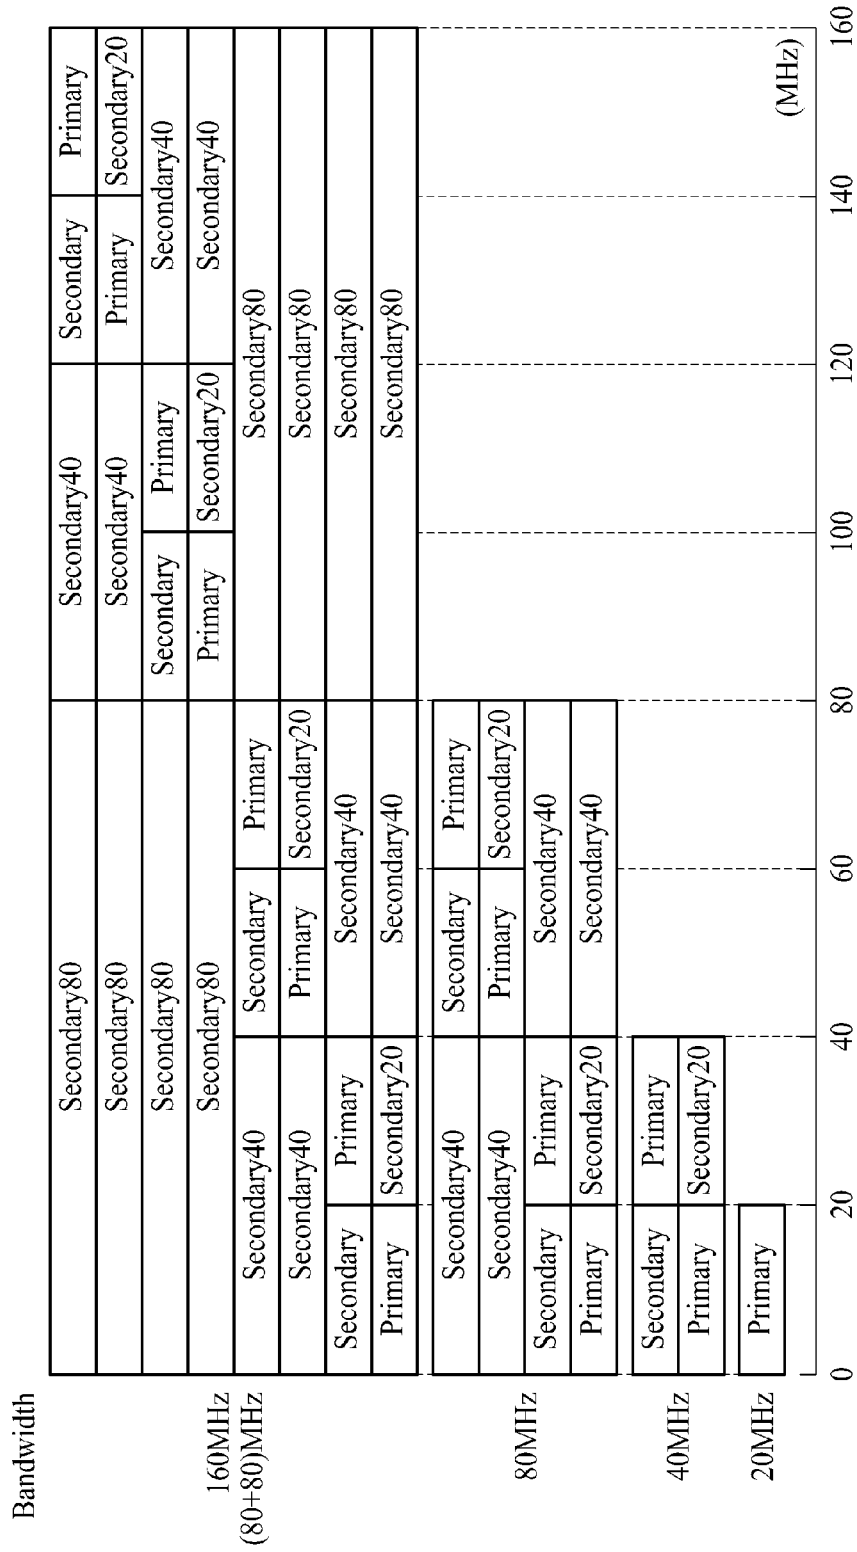 Bandwidth
Secondary80 Secondary40 Secondary Primary
Secondary80 Secondary40 Primary Secondary20
Secondary80 Secondary Primary Secondary40
Secondary80 Primary Secondary20 Secondary40
160MHz
(80+80)MHz
Secondary40 Secondary Primary Secondary80
Secondary40 Primary Secondary20 Secondary80
Secondary Primary Secondary40 Secondary80
Primary Secondary20 Secondary40 Secondary80
80MHz
Secondary40 Secondary Primary
Secondary40 Primary Secondary20
Secondary Primary Secondary40
Primary Secondary20 Secondary40
40MHz
Secondary Primary
Primary Secondary20
20MHz
Primary
(MHz)
0 20 40 60 80 100 120 140 160